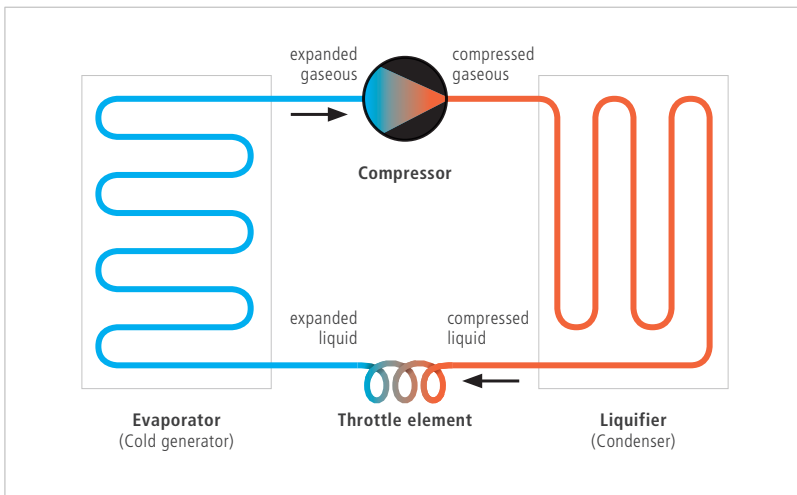 expanded
gaseous
compressed
gaseous
Compressor
expanded
liquid
compressed
liquid
Evaporator
(Cold generator)
Throttle element
Liquifier
(Condenser)